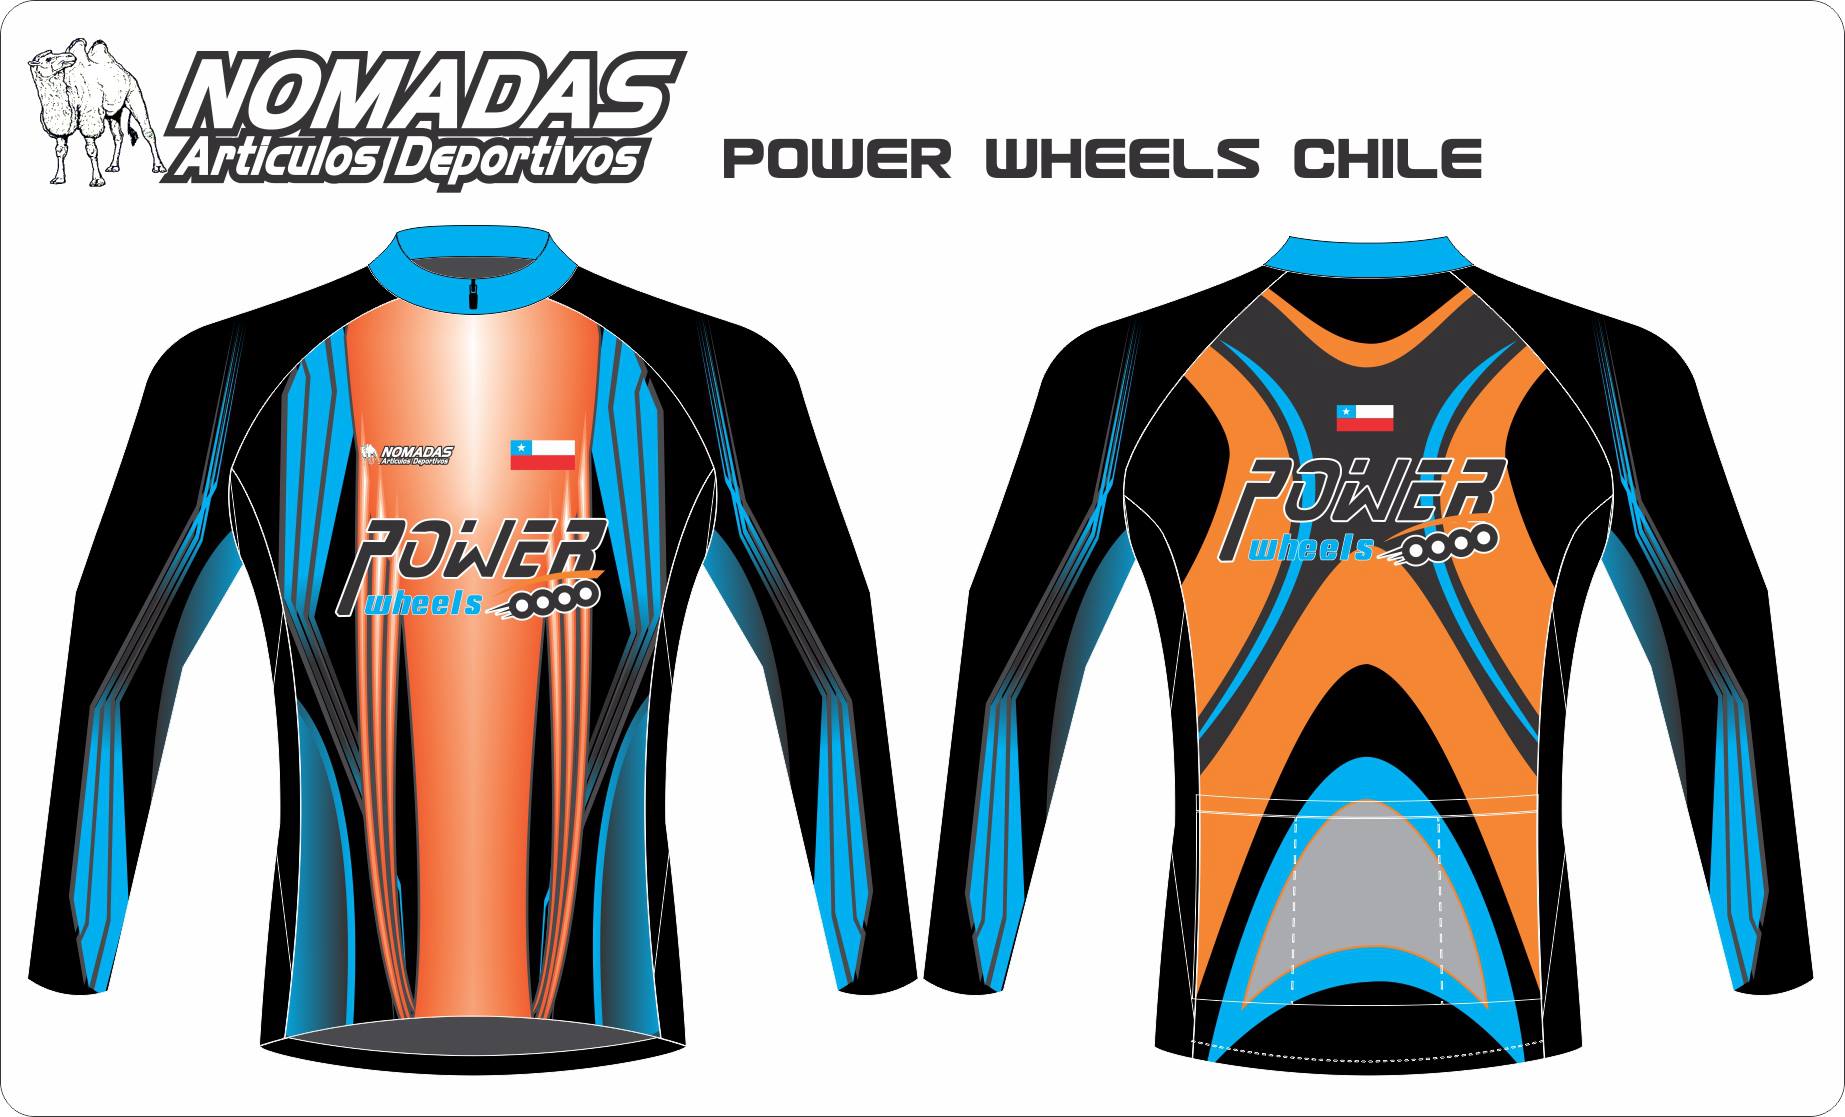 NOMADAS
Articulos Deportivos
POWER WHEELS CHILE
NOMADAS
Articulos Deportivos
POWER
wheels
POWER
wheels